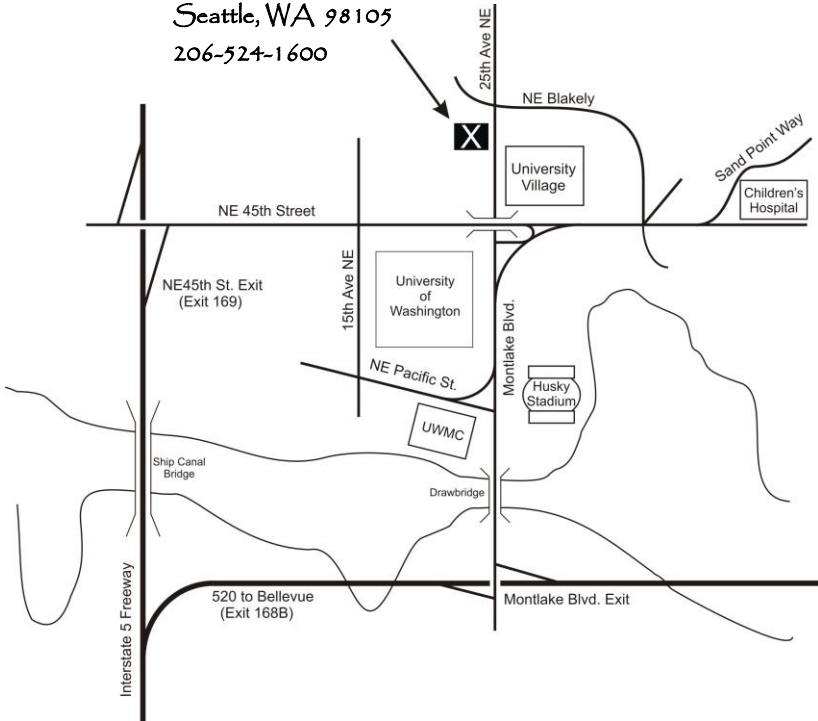 Seattle, WA 98105
206-524-1600
25th Ave NE
NE Blakely
X
Sand Point Way
University
Village
Children's
Hospital
NE 45th Street
NE45th St. Exit
(Exit 169)
15th Ave NE
University
of
Washington
Montlake Blvd.
NE Pacific St.
Husky
Stadium
UWMC
Ship Canal
Bridge
Drawbridge
Interstate 5 Freeway
520 to Bellevue
(Exit 168B)
Montlake Blvd. Exit